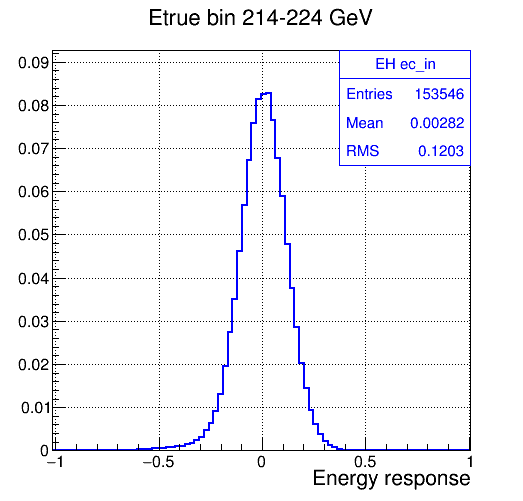 Etrue bin 214-224 GeV
EH ec_in
Entries 153546
Mean 0.00282
RMS 0.1203
0.09
0.08
0.07
0.06
0.05
0.04
0.03
0.02
0.01
0
−1 −0.5 0 0.5 1
Energy response